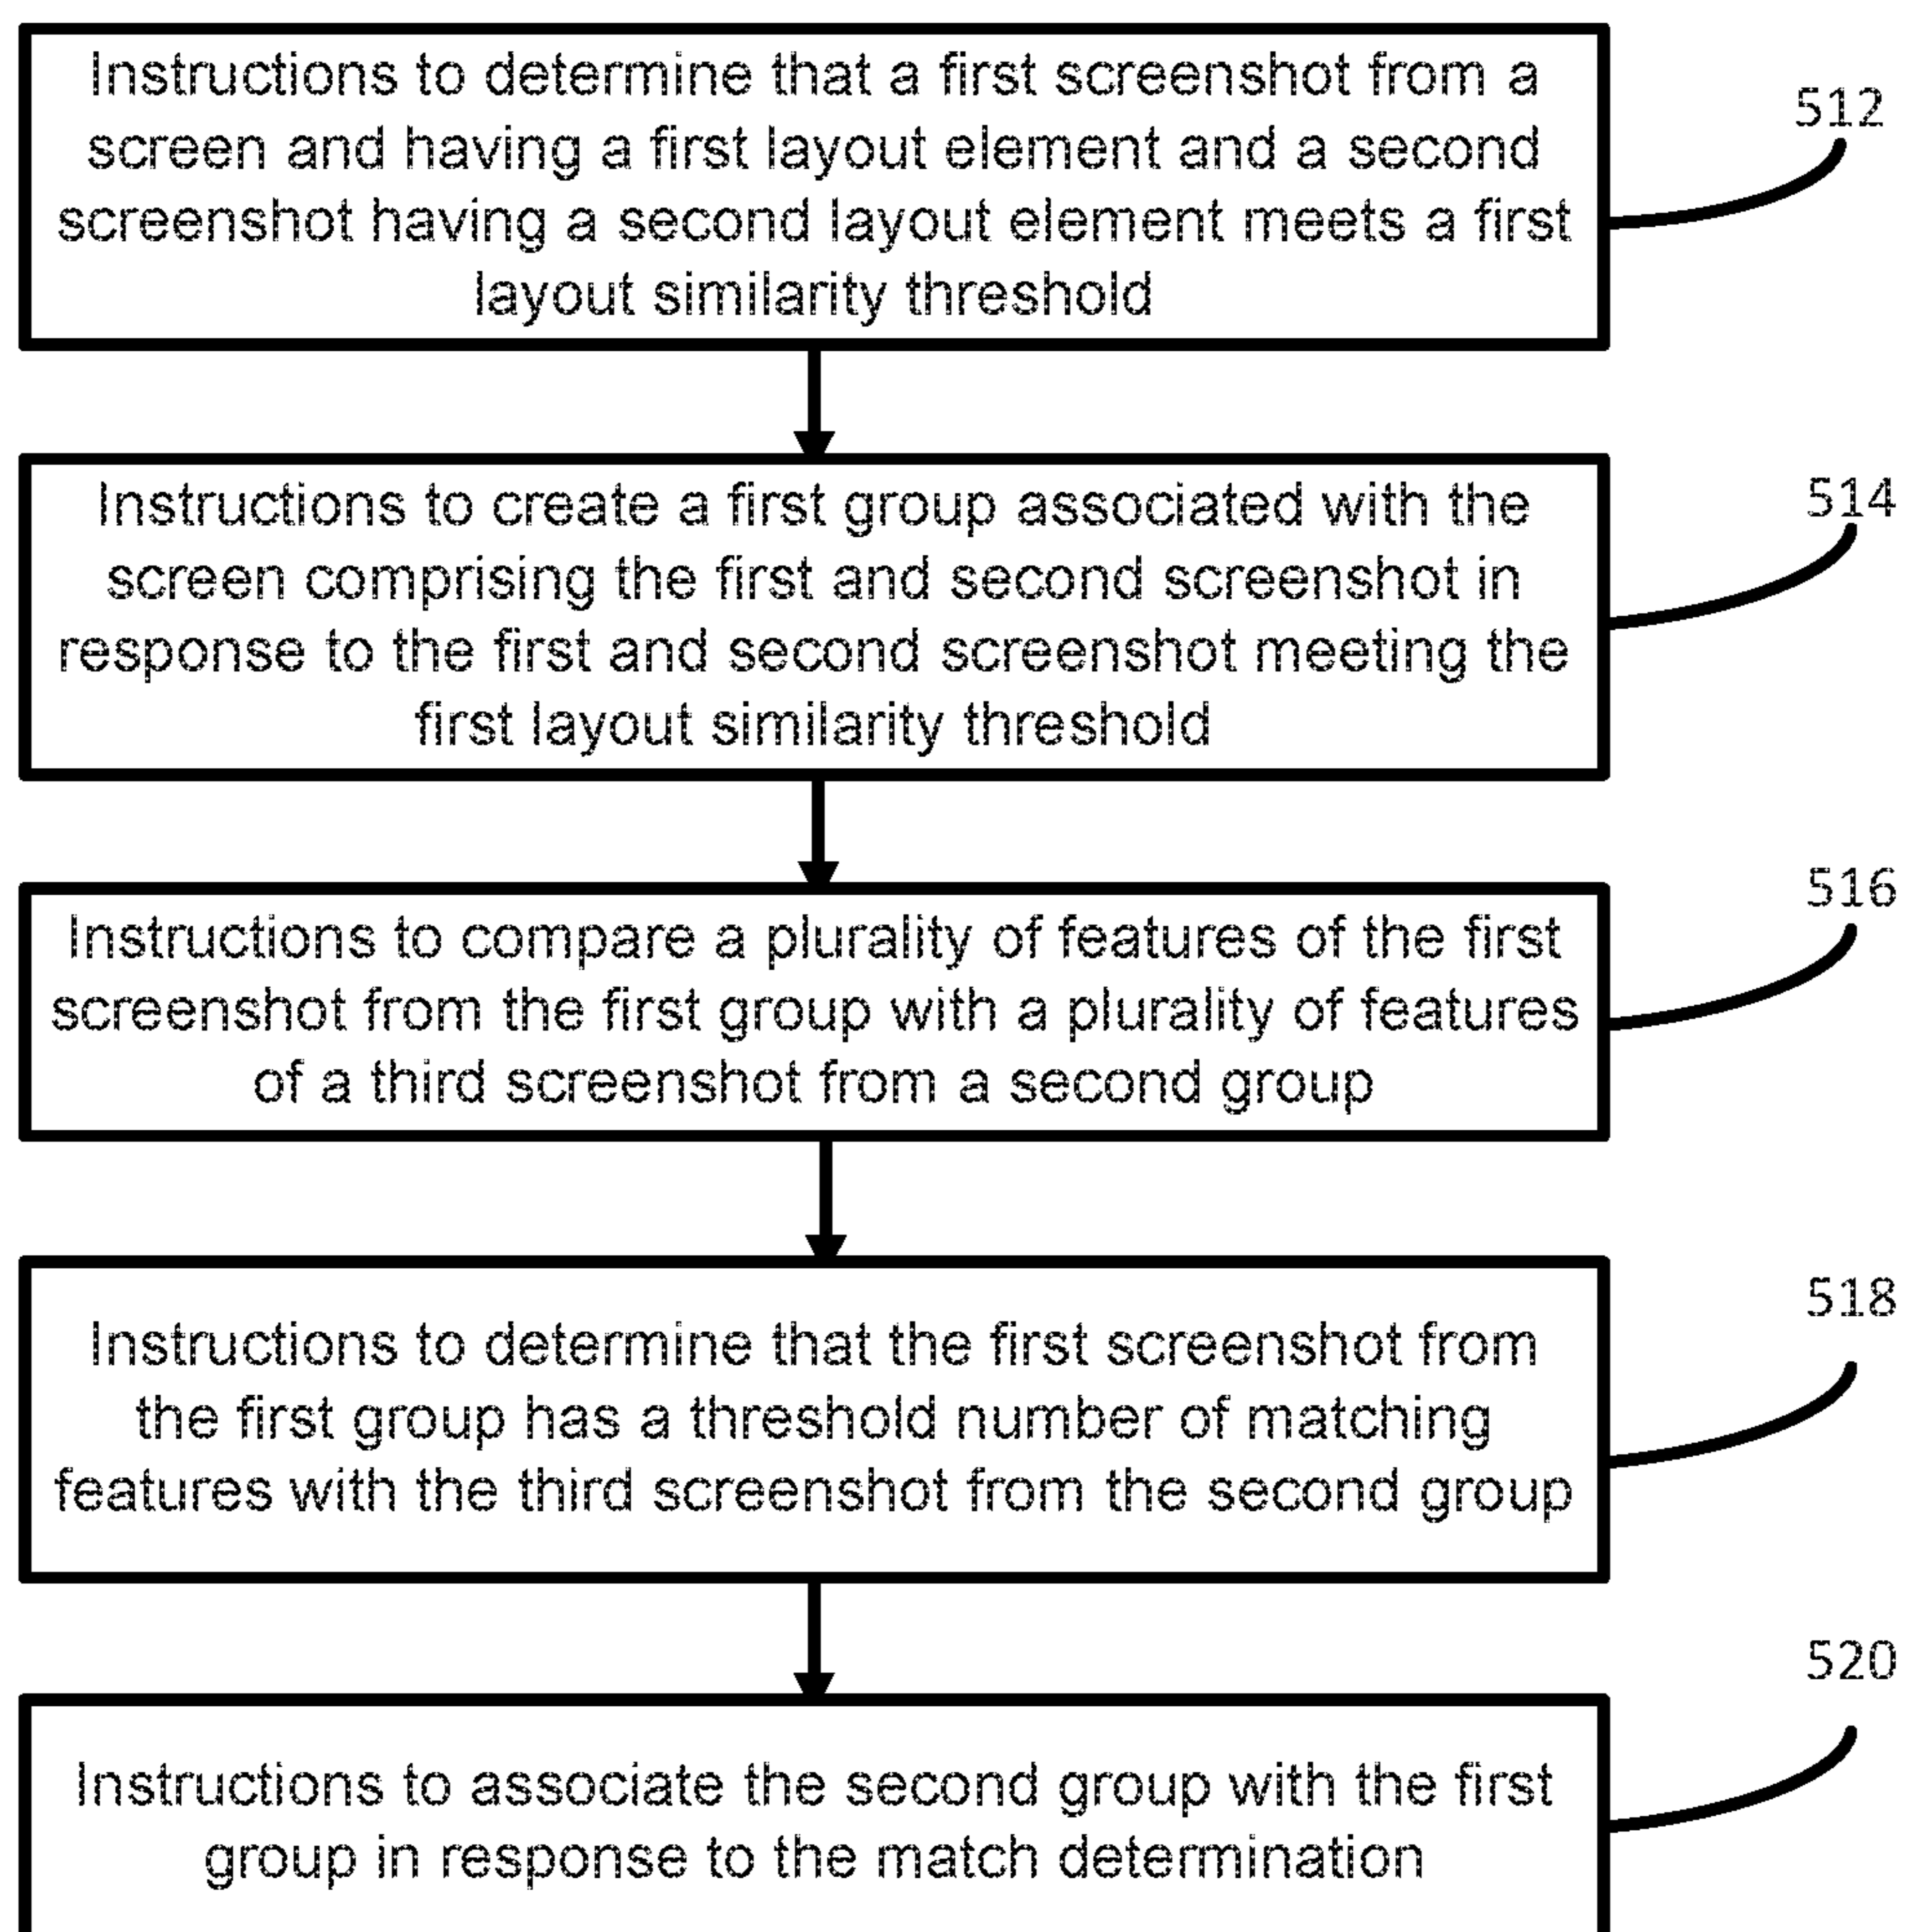 Instructions to determine that a first screenshot from a
screen and having a first layout element and a second
screenshot having a second layout element meets a first
layout similarity threshold
512
Instructions to create a first group associated with the
screen comprising the first and second screenshot in
response to the first and second screenshot meeting the
first layout similarity threshold
514
Instructions to compare a plurality of features of the first
screenshot from the first group with a plurality of features
of a third screenshot from a second group
516
Instructions to determine that the first screenshot from
the first group has a threshold number of matching
features with the third screenshot from the second group
518
Instructions to associate the second group with the first
group in response to the match determination
520